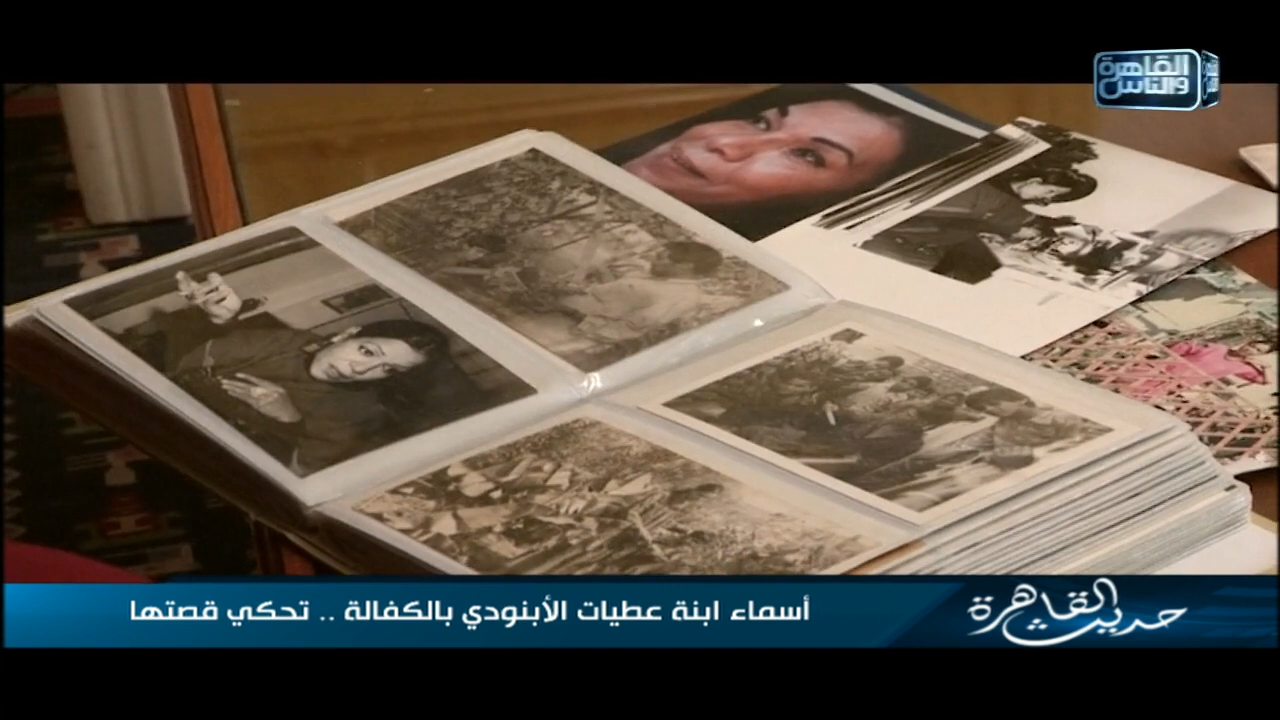 القاهرة
والناس
أسماء ابنة عطيات الأبنودي بالكفالة .. تحكي قصتها
حديث القاهرة